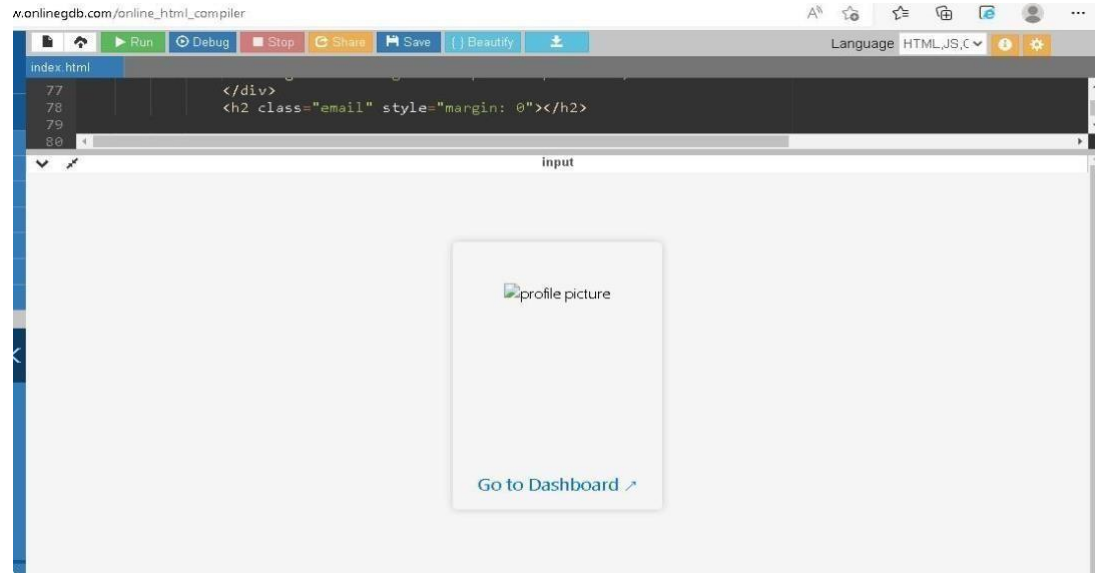 w.onlinegdb.com/online_html_compiler
Run Debug Stop Share Save { } Beautify Language HTML,JS,C
index.html
77 </div>
78 <h2 class="email" style="margin: 0"></h2>
79
80
input
profile picture
Go to Dashboard ↗